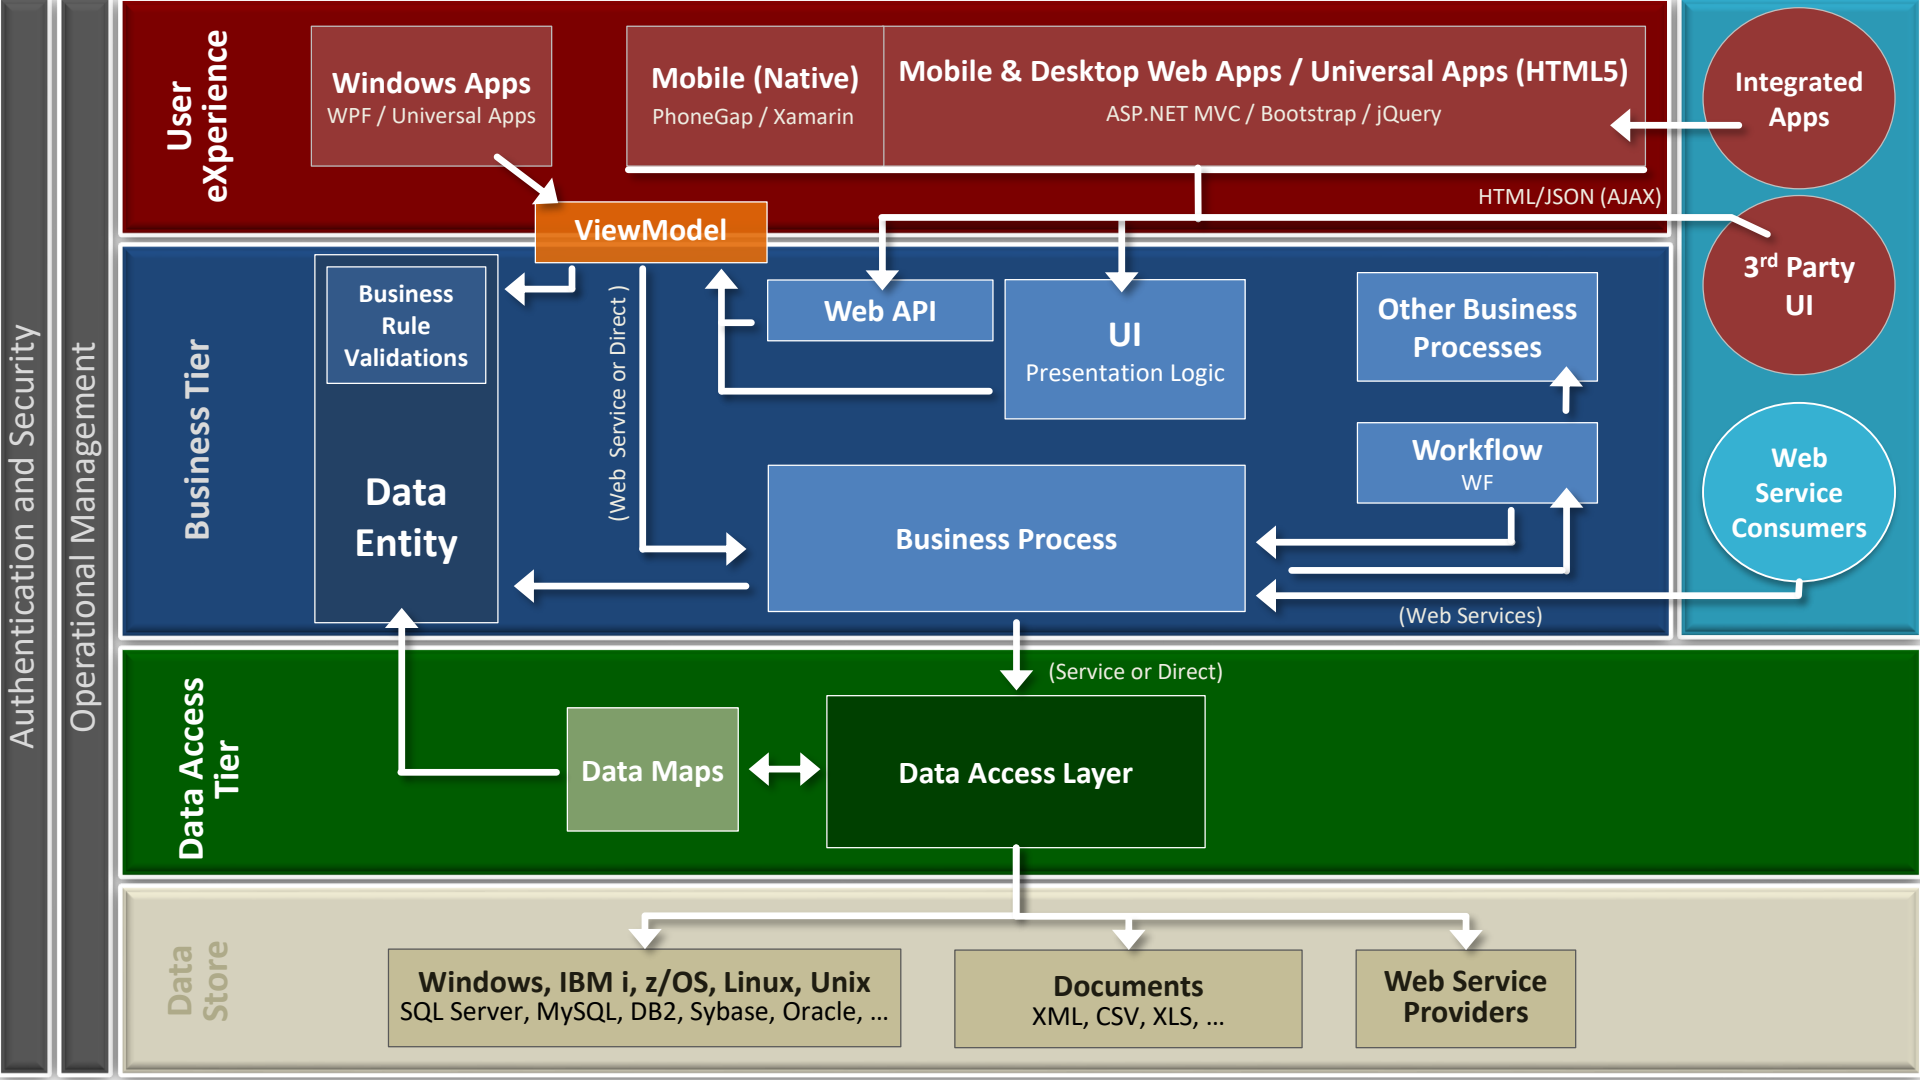 Authentication and Security
Operational Management
User
eXperience
Windows Apps
WPF / Universal Apps
Mobile (Native)
PhoneGap / Xamarin
Mobile & Desktop Web Apps / Universal Apps (HTML5)
ASP.NET MVC / Bootstrap / jQuery
HTML/JSON (AJAX)
Integrated
Apps
3rd Party
UI
Web
Service
Consumers
ViewModel
Business Tier
Business
Rule
Validations
Data
Entity
(Web Service or Direct )
Web API
UI
Presentation Logic
Other Business
Processes
Workflow
WF
Business Process
(Web Services)
Data Access
Tier
(Service or Direct)
Data Maps
Data Access Layer
Data
Store
Windows, IBM i, z/OS, Linux, Unix
SQL Server, MySQL, DB2, Sybase, Oracle, ...
Documents
XML, CSV, XLS, ...
Web Service
Providers